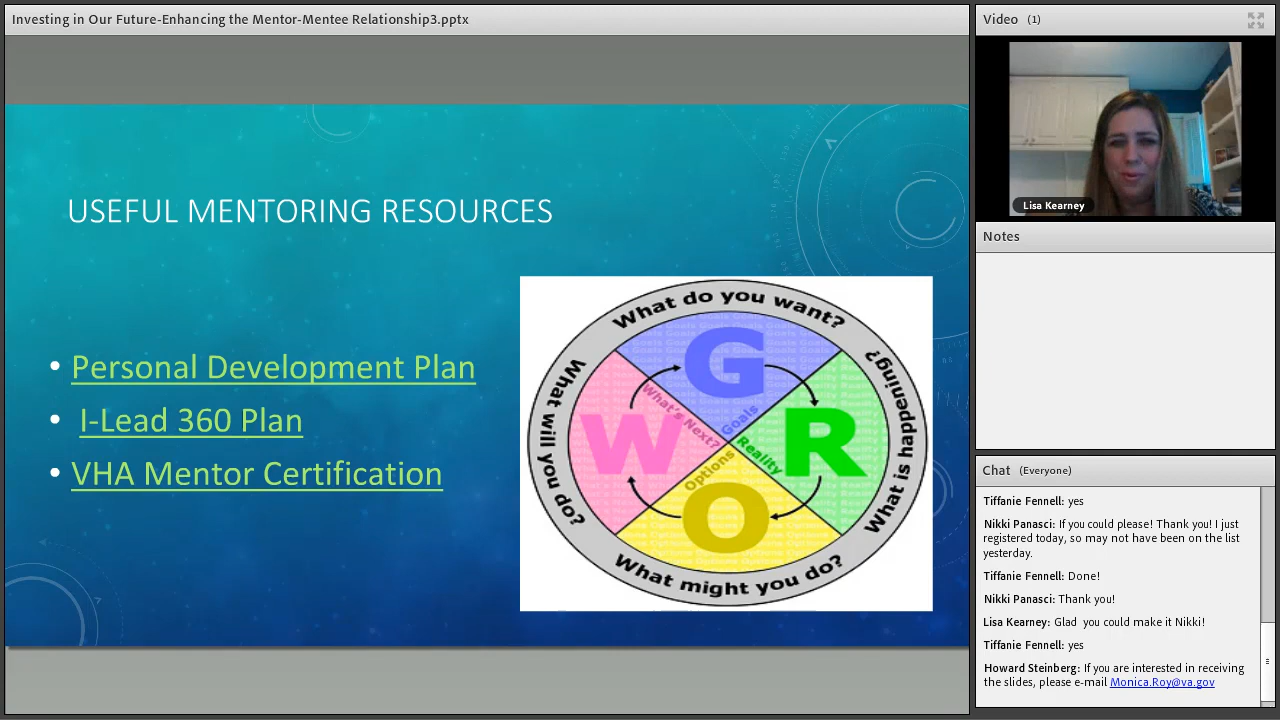 Investing in Our Future-Enhancing the Mentor-Mentee Relationship3.pptx
USEFUL MENTORING RESOURCES
• Personal Development Plan
• I-Lead 360 Plan
• VHA Mentor Certification
What do you want?
What is happening?
What might you do?
What will you do?
G
Goals
R
Reality
O
Options
W
What's Next?
Video (1)
Lisa Kearney
Notes
Chat (Everyone)
Tiffanie Fennell: yes
Nikki Panasci: If you could please! Thank you! I just
registered today, so may not have been on the list
yesterday.
Tiffanie Fennell: Done!
Nikki Panasci: Thank you!
Lisa Kearney: Glad you could make it Nikki!
Tiffanie Fennell: yes
Howard Steinberg: If you are interested in receiving
the slides, please e-mail Monica.Roy@va.gov